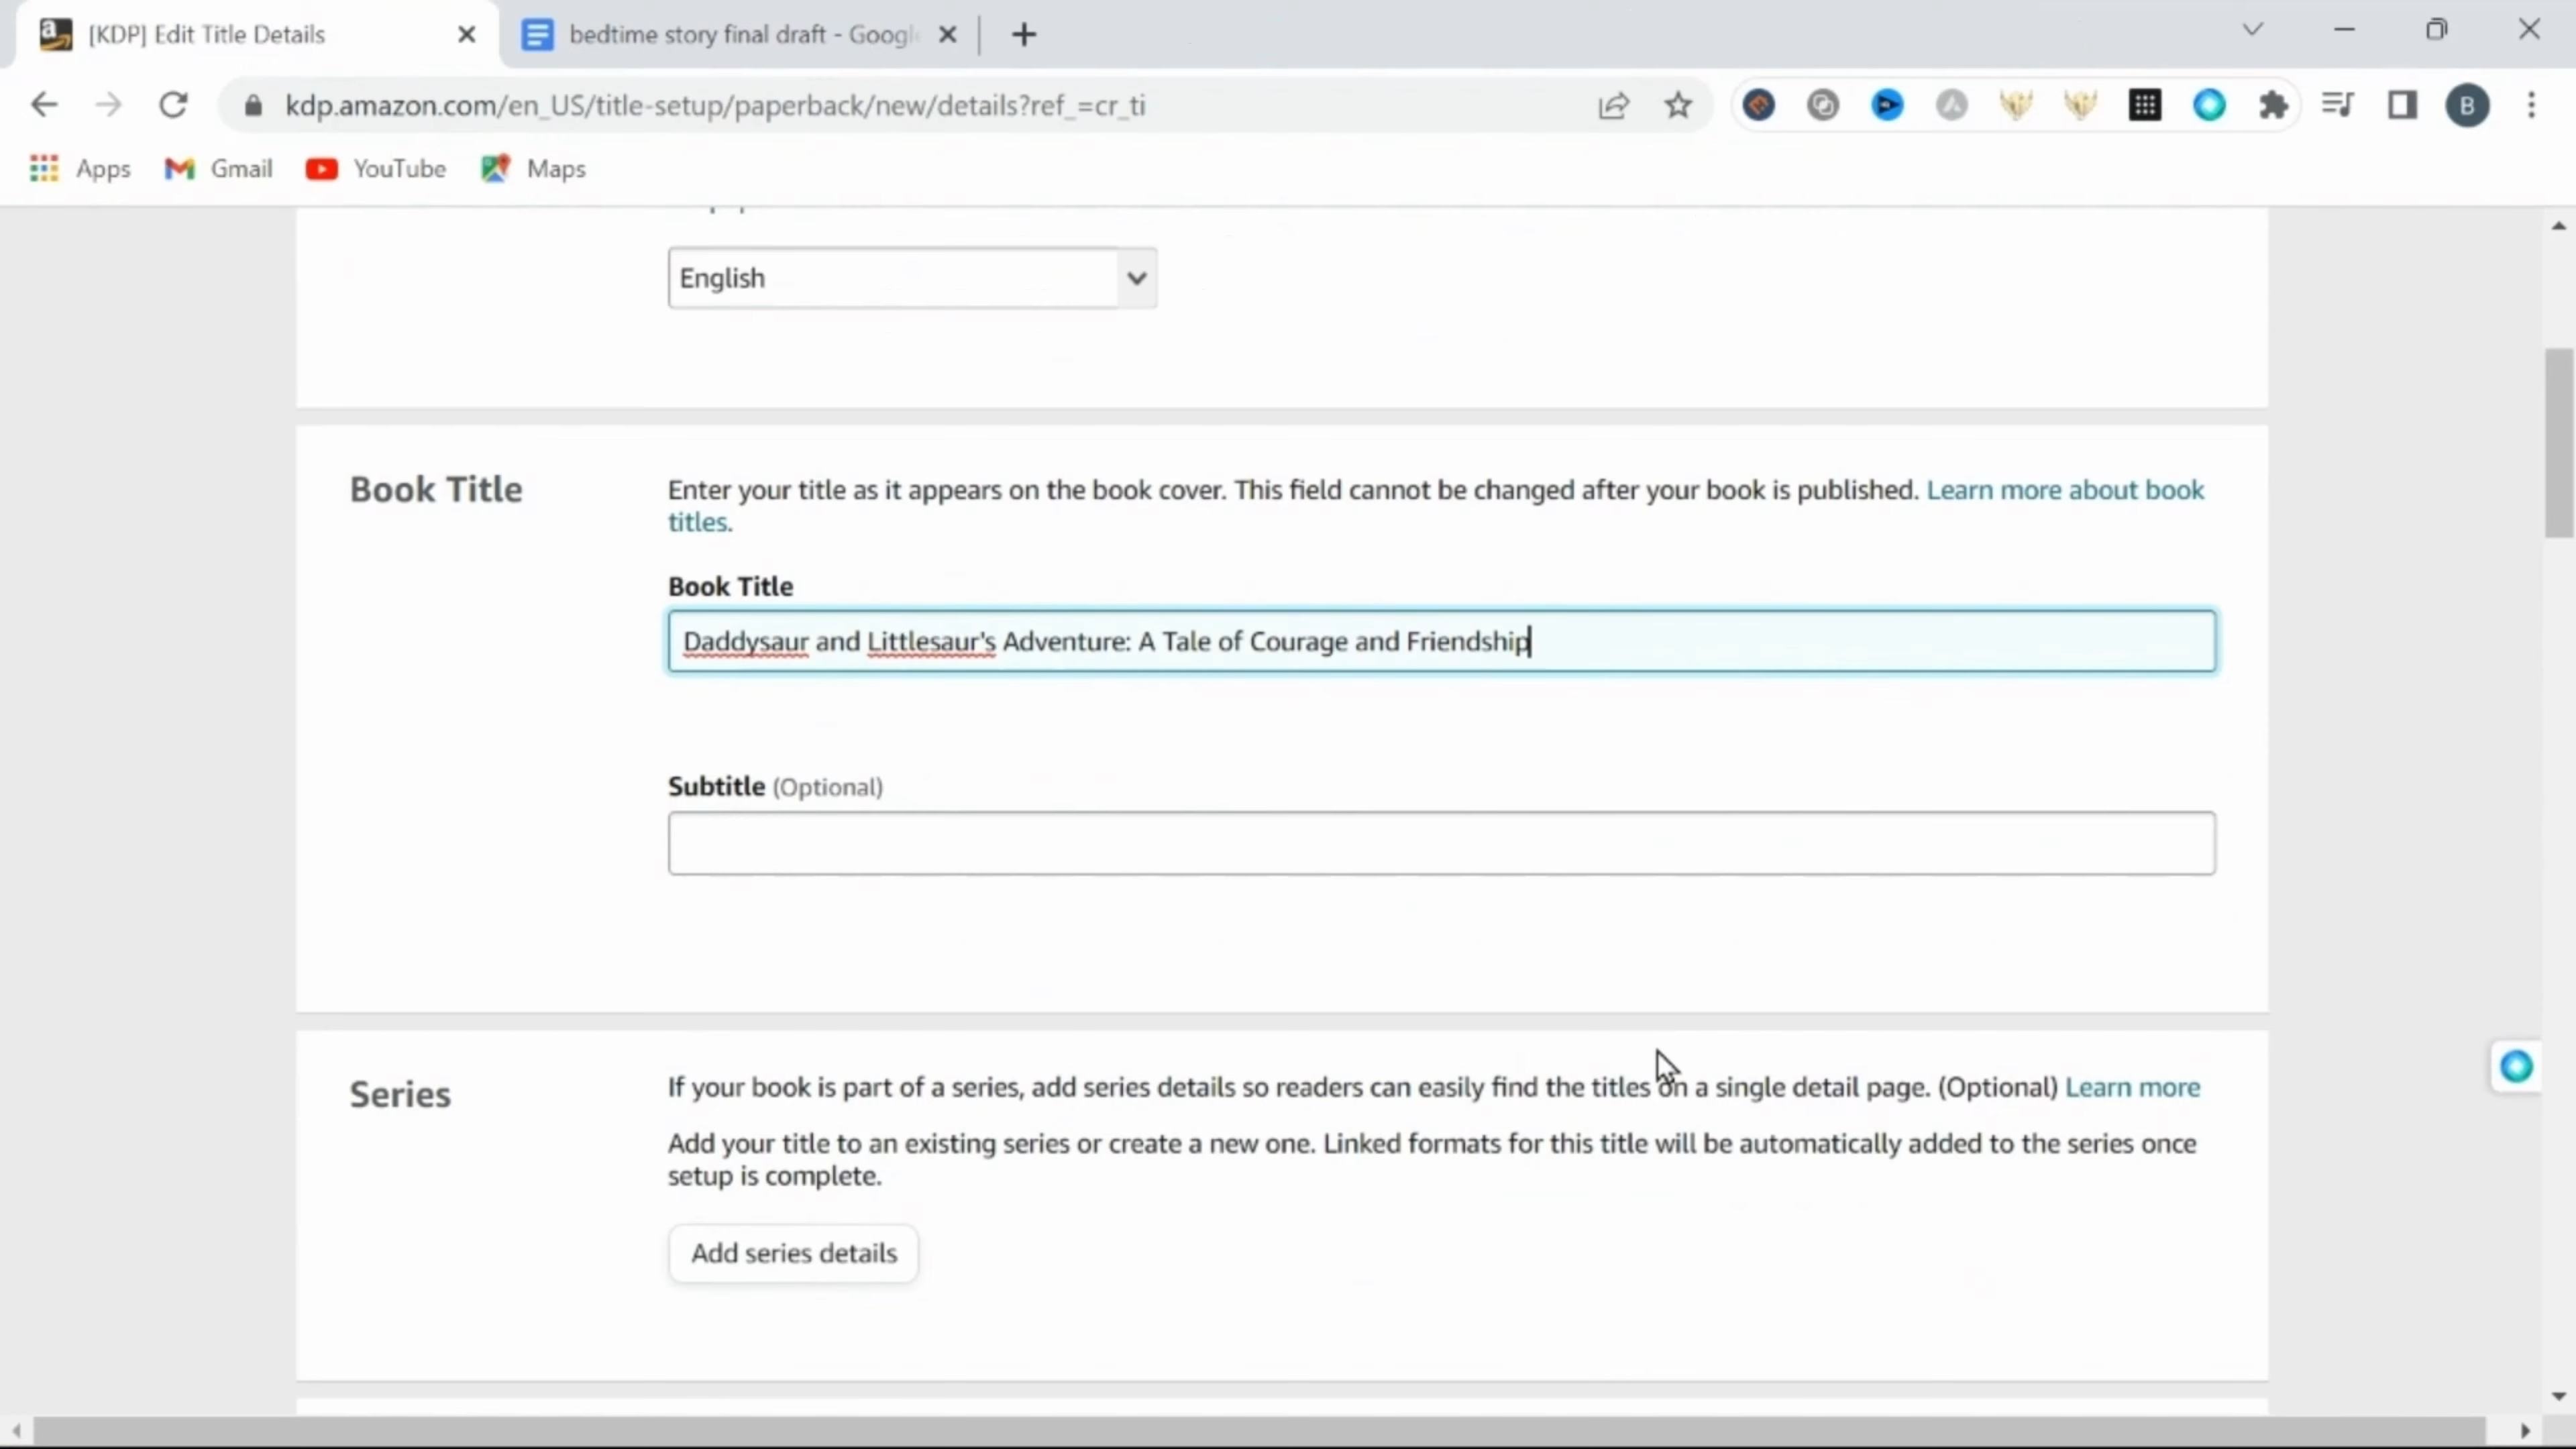 [KDP] Edit Title Details
bedtime story final draft - Googl
kdp.amazon.com/en_US/title-setup/paperback/new/details?ref_=cr_ti
B
Apps
Gmail
YouTube
Maps
English
Book Title
Enter your title as it appears on the book cover. This field cannot be changed after your book is published. Learn more about book
titles.
Book Title
Daddysaur and Littlesaur's Adventure: A Tale of Courage and Friendship
Subtitle (Optional)
Series
If your book is part of a series, add series details so readers can easily find the titles on a single detail page. (Optional) Learn more
Add your title to an existing series or create a new one. Linked formats for this title will be automatically added to the series once
setup is complete.
Add series details